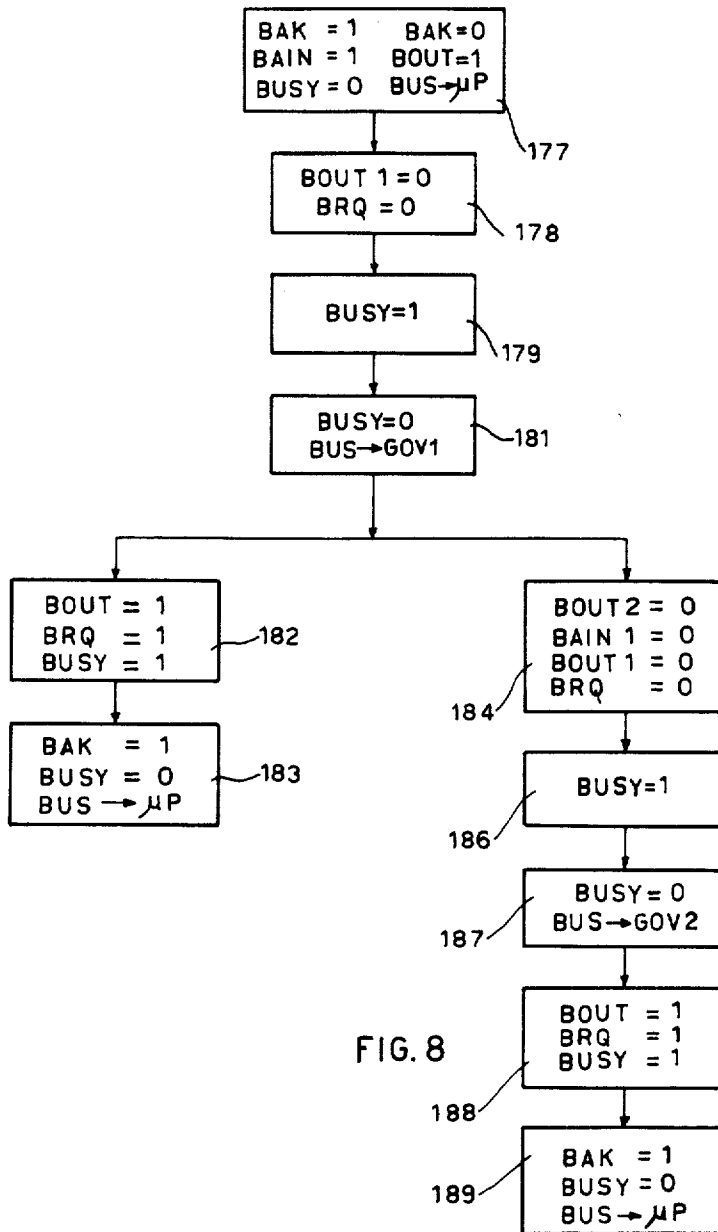 BAK = 1 BAK=0
BAIN = 1 BOUT=1
BUSY = 0 BUS→μP
177
BOUT 1 = 0
BRQ = 0
178
BUSY=1
179
BUSY=0
BUS→GOV1
181
BOUT = 1
BRQ = 1
BUSY = 1
182
BAK = 1
BUSY = 0
BUS → μP
183
BOUT 2 = 0
BAIN 1 = 0
BOUT 1 = 0
BRQ = 0
184
BUSY=1
186
BUSY=0
BUS→GOV2
187
BOUT = 1
BRQ = 1
BUSY = 1
188
FIG. 8
BAK = 1
BUSY = 0
BUS → μP
189